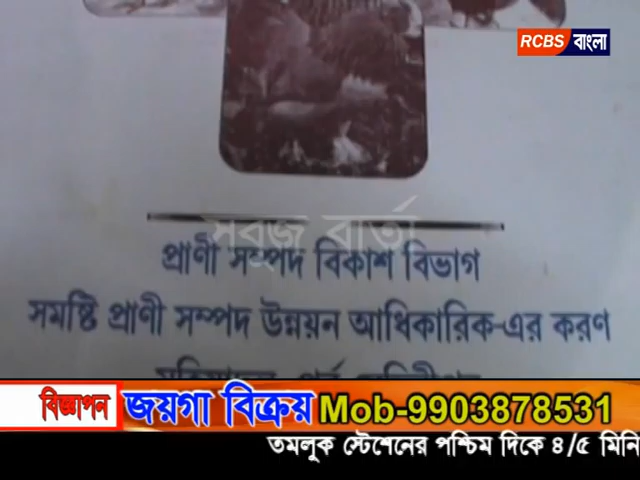 RCBS বাংলা
সবুজ বার্তা
প্রাণী সম্পদ বিকাশ বিভাগ
সমষ্টি প্রাণী সম্পদ উন্নয়ন আধিকারিক-এর করণ
বিজ্ঞাপন জয়গা বিক্রয় Mob-9903878531
তমলুক স্টেশেনের পশ্চিম দিকে ৪/৫ মিনি